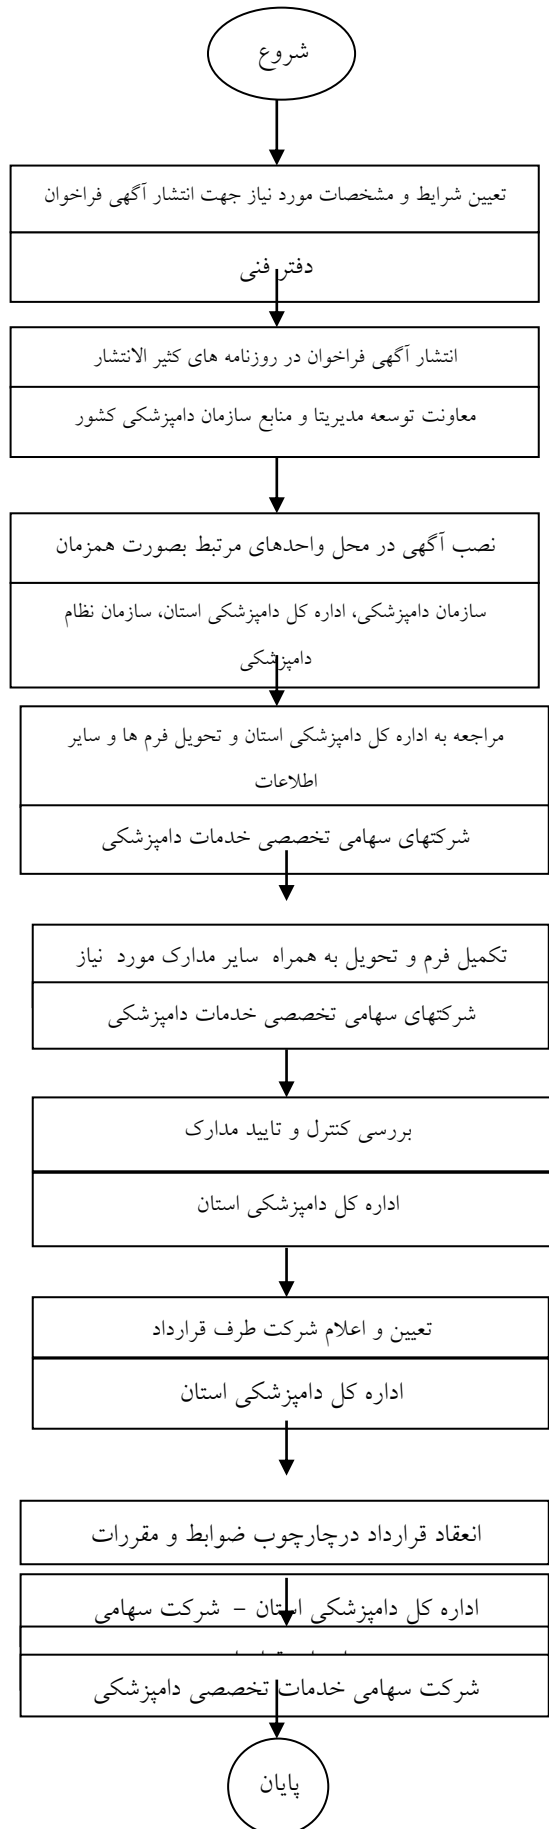 شروع
تعیین شرایط و مشخصات مورد نیاز جهت انتشار آگهی فراخوان
دفتر فنی
انتشار آگهی فراخوان در روزنامه های کثیر الانتشار
معاونت توسعه مدیریتا و منابع سازمان دامپزشکی کشور
نصب آگهی در محل واحدهای مرتبط بصورت همزمان
سازمان دامپزشکی، اداره کل دامپزشکی استان، سازمان نظام
دامپزشکی
مراجعه به اداره کل دامپزشکی استان و تحویل فرم ها و سایر
اطلاعات
شرکتهای سهامی تخصصی خدمات دامپزشکی
تکمیل فرم و تحویل به همراه سایر مدارک مورد نیاز
شرکتهای سهامی تخصصی خدمات دامپزشکی
بررسی کنترل و تایید مدارک
اداره کل دامپزشکی استان
تعیین و اعلام شرکت طرف قرارداد
اداره کل دامپزشکی استان
انعقاد قرارداد درچارچوب ضوابط و مقررات
اداره کل دامپزشکی استان – شرکت سهامی
شرکت سهامی خدمات تخصصی دامپزشکی
پایان